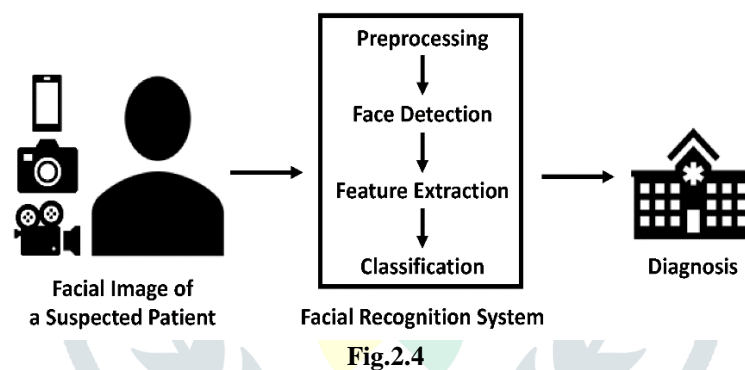 Preprocessing
Face Detection
Feature Extraction
Classification
Facial Image of
a Suspected Patient
Facial Recognition System
Diagnosis
Fig.2.4